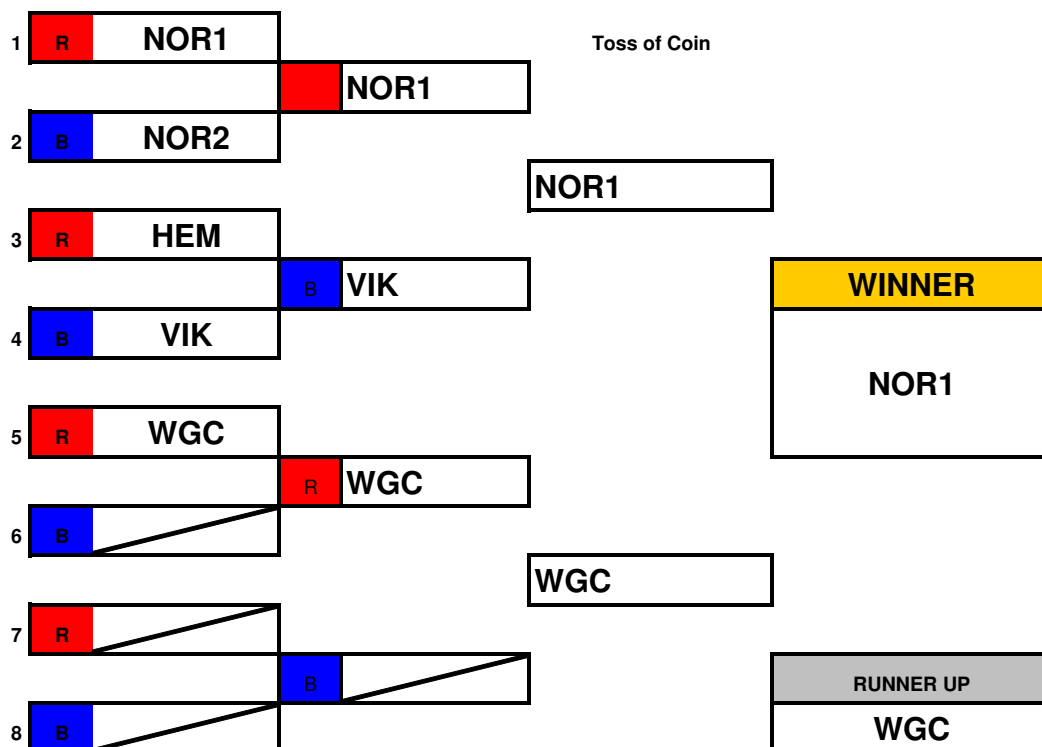 1 R NOR1 Toss of Coin
NOR1
2 B NOR2
NOR1
3 R HEM
B VIK WINNER
4 B VIK
NOR1
5 R WGC
R WGC
6 B
WGC
7 R
B RUNNER UP
8 B WGC